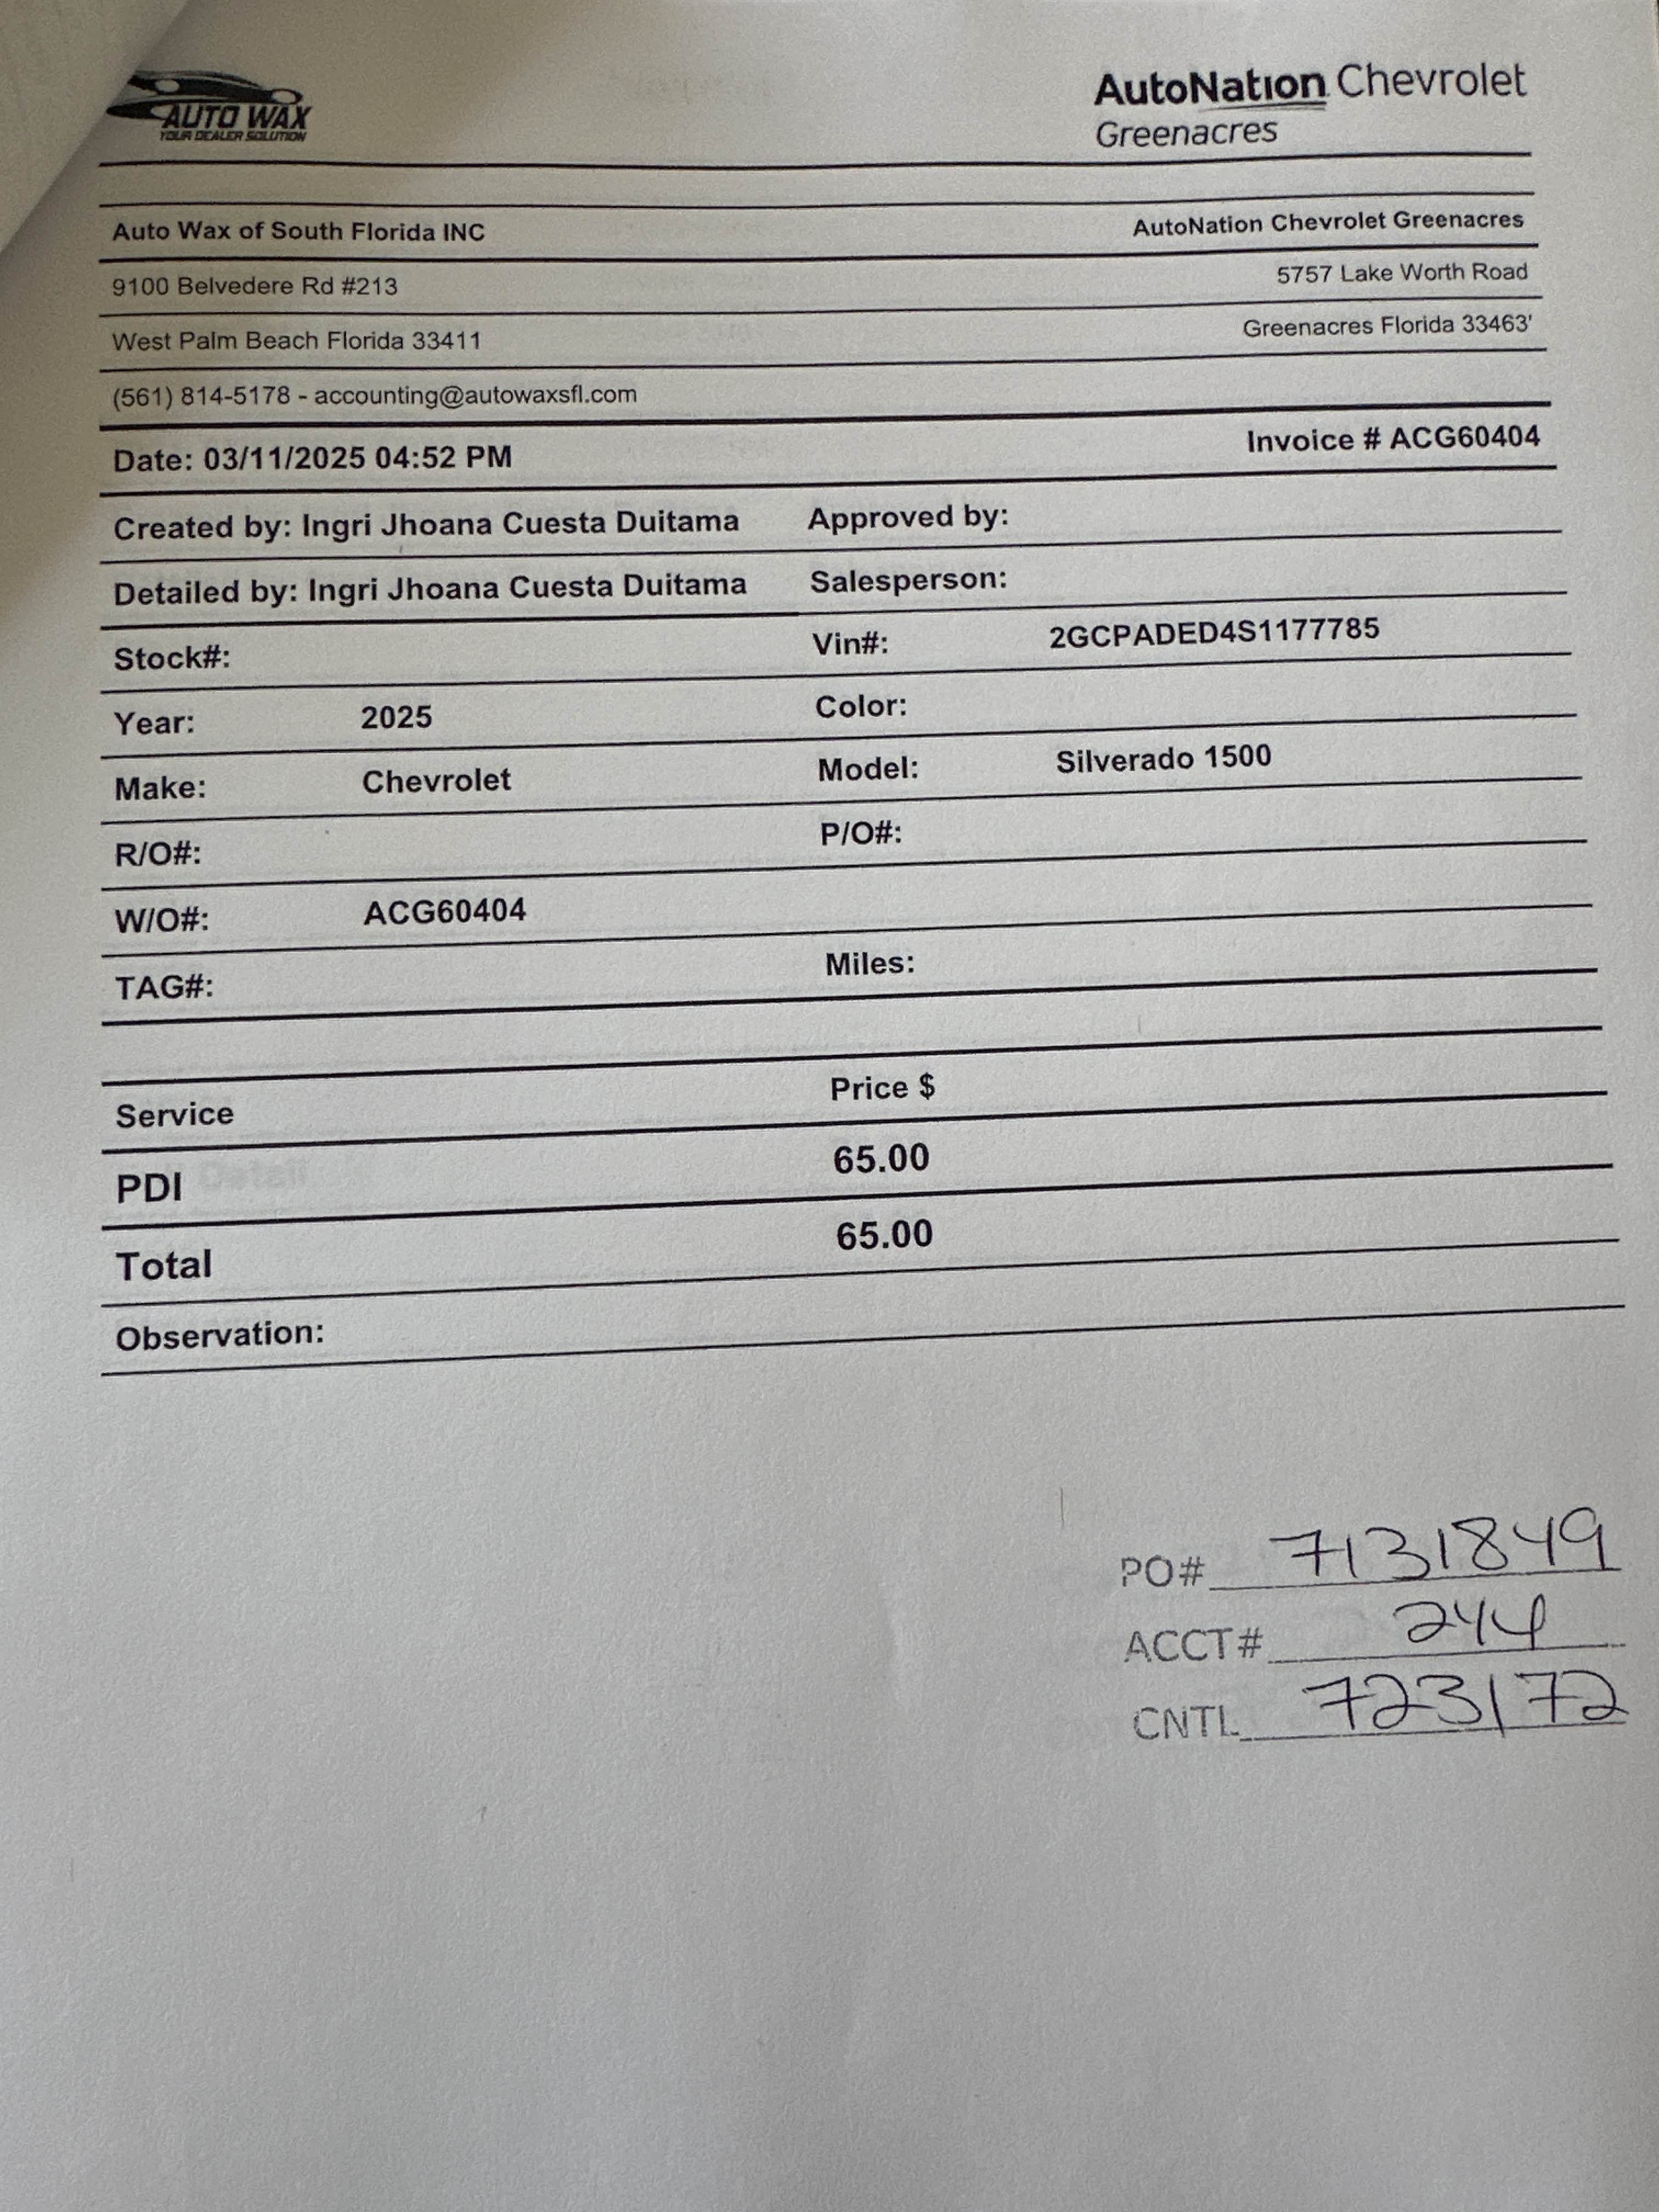 AUTO WAX
YOUR DEALER SOLUTION
AutoNation Chevrolet
Greenacres
Auto Wax of South Florida INC AutoNation Chevrolet Greenacres
9100 Belvedere Rd #213 5757 Lake Worth Road
West Palm Beach Florida 33411 Greenacres Florida 33463'
(561) 814-5178 - accounting@autowaxsfl.com
Date: 03/11/2025 04:52 PM Invoice # ACG60404
Created by: Ingri Jhoana Cuesta Duitama Approved by:
Detailed by: Ingri Jhoana Cuesta Duitama Salesperson:
Stock#: Vin#: 2GCPADED4S1177785
Year: 2025 Color:
Make: Chevrolet Model: Silverado 1500
R/O#: P/O#:
W/O#: ACG60404
TAG#: Miles:
Service Price $
PDI 65.00
Total 65.00
Observation:
PO# 7131849
ACCT# 244
CNTL 723172